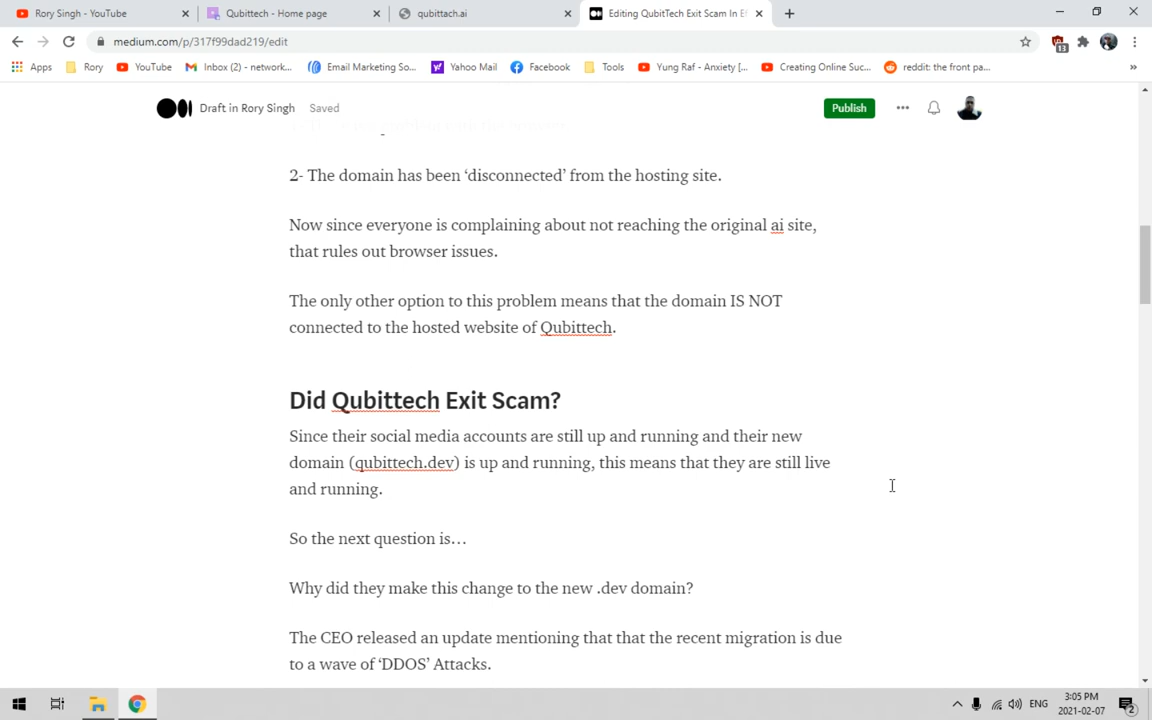 Rory Singh - YouTube
Qubittech - Home page
qubittach.ai
Editing QubitTech Exit Scam In Ef
medium.com/p/317f99dad219/edit
13
Apps
Rory
YouTube
Inbox (2) - network...
Email Marketing So...
Yahoo Mail
Facebook
Tools
Yung Raf - Anxiety [...
Creating Online Suc...
reddit: the front pa...
Draft in Rory Singh
Saved
Publish
2- The domain has been ‘disconnected’ from the hosting site.
Now since everyone is complaining about not reaching the original ai site,
that rules out browser issues.
The only other option to this problem means that the domain IS NOT
connected to the hosted website of Qubittech.
Did Qubittech Exit Scam?
Since their social media accounts are still up and running and their new
domain (qubittech.dev) is up and running, this means that they are still live
and running.
So the next question is…
Why did they make this change to the new .dev domain?
The CEO released an update mentioning that that the recent migration is due
to a wave of ‘DDOS’ Attacks.
ENG
3:05 PM
2021-02-07
2